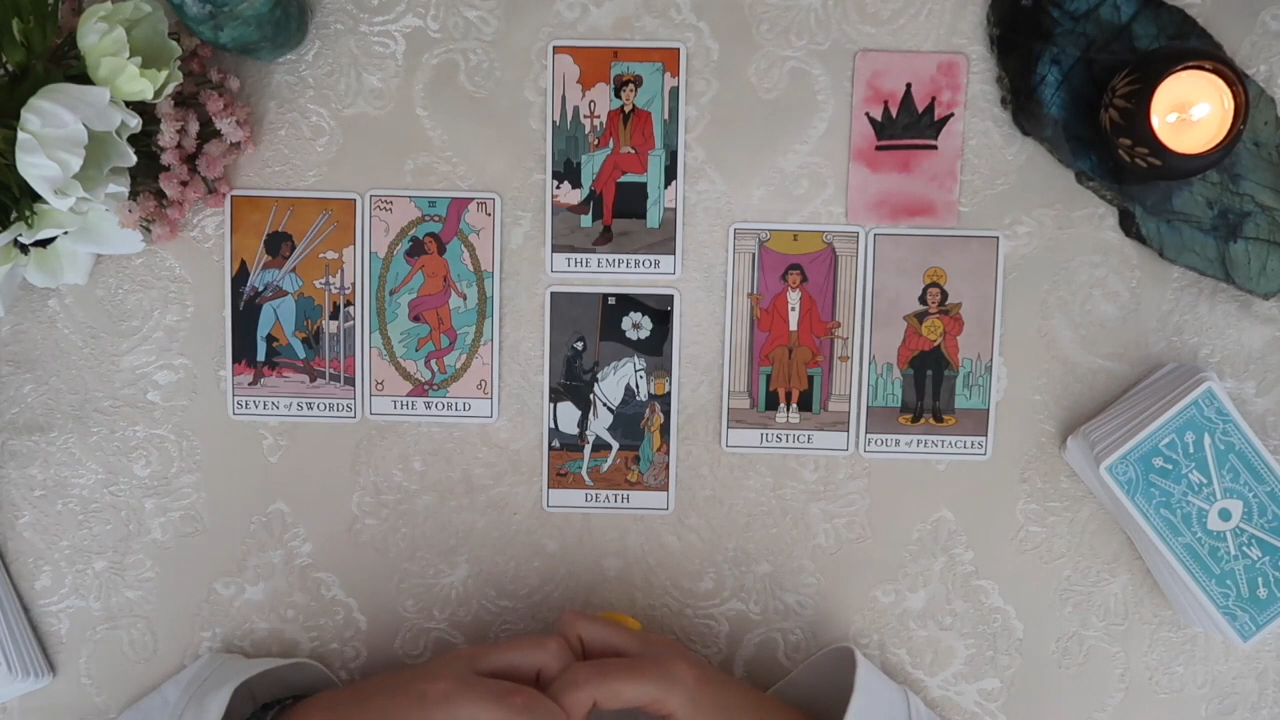 THE EMPEROR
SEVEN of SWORDS
THE WORLD
JUSTICE
FOUR of PENTACLES
DEATH